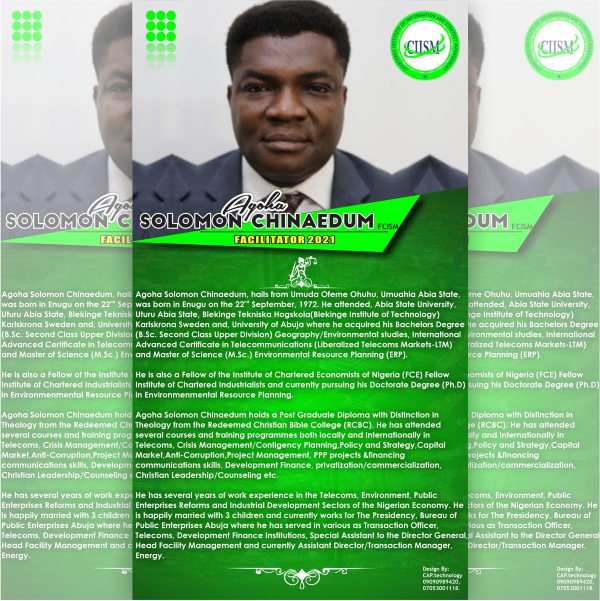 CIISM
Agoha
SOLOMON CHINAEDUM FCISM
FACILITATOR 2021
Agoha Solomon Chinaedum, hails from Umuda Ofeme Ohuhu, Umuahia Abia State,
was born in Enugu on the 22nd September, 1972. He attended, Abia State University,
Uturu Abia State, Blekinge Tekniska Hogskola(Blekinge Institute of Technology)
Karlskrona Sweden and, University of Abuja where he acquired his Bachelors Degree
(B.Sc. Second Class Upper Division) Geography/Environmental studies, International
Advanced Certificate in Telecommunications (Liberalized Telecoms Markets-LTM)
and Master of Science (M.Sc.) Environmental Resource Planning (ERP).
He is also a Fellow of the Institute of Chartered Economists of Nigeria (FCE) Fellow
Institute of Chartered Industrialists and currently pursuing his Doctorate Degree (Ph.D)
in Environmenmental Resource Planning.
Agoha Solomon Chinaedum holds a Post Graduate Diploma with Distinction in
Theology from the Redeemed Christian Bible College (RCBC). He has attended
several courses and training programmes both locally and Internationally in
Telecoms, Crisis Management/Contigency Planning,Policy and Strategy,Capital
Market,Anti-Corruption,Project Management, PPP projects &financing
communications skills, Development Finance, privatization/commercialization,
Christian Leadership/Counseling etc.
He has several years of work experience in the Telecoms, Environment, Public
Enterprises Reforms and Industrial Development Sectors of the Nigerian Economy. He
is happily married with 3 children and currently works for The Presidency, Bureau of
Public Enterprises Abuja where he has served in various as Transaction Officer,
Telecoms, Development Finance Institutions, Special Assistant to the Director General
Head Facility Management and currently Assistant Director/Transaction Manager,
Energy.
Design By:
CAP.technology
09090989420,
07053001118.